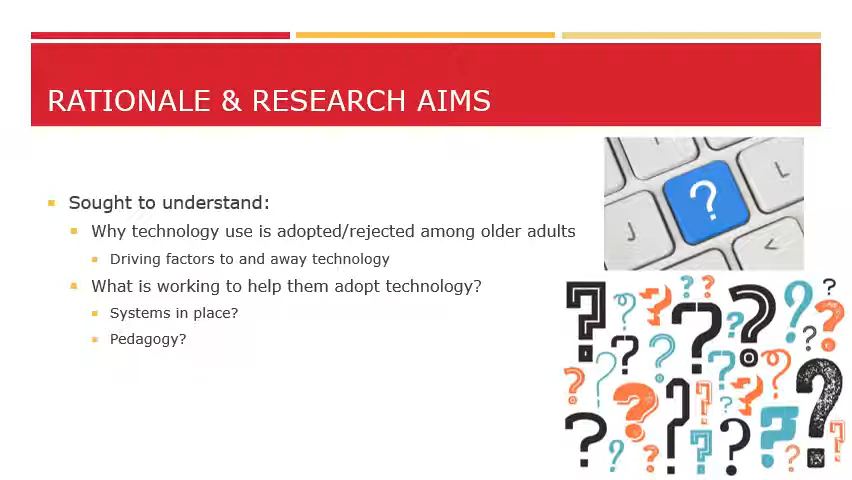 RATIONALE & RESEARCH AIMS
Sought to understand:
Why technology use is adopted/rejected among older adults
Driving factors to and away technology
What is working to help them adopt technology?
Systems in place?
Pedagogy?
?
L
J
<